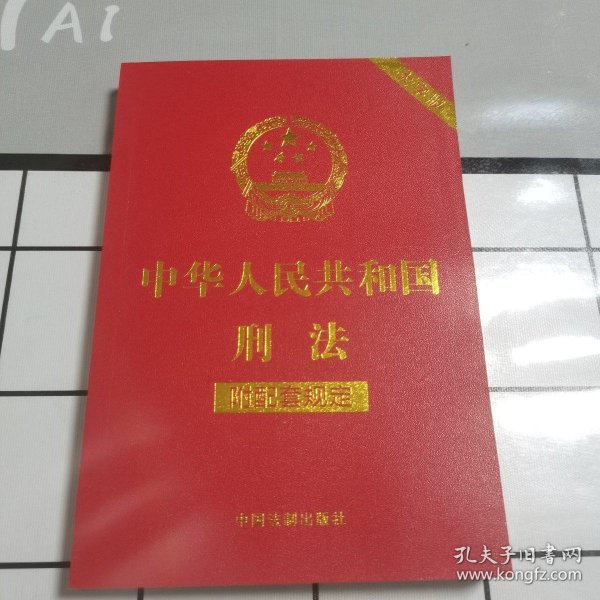 AI
中华人民共和国
刑法
附配套规定
中国法制出版社
孔夫子旧书网
www.kongfz.com